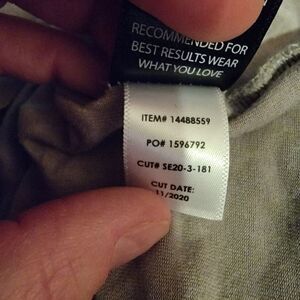 RECOMMENDED FOR
BEST RESULTS WEAR
WHAT YOU LOVE
ITEM# 14488559
PO# 1596792
CUT# SE20-3-181
CUT DATE:
11/2020